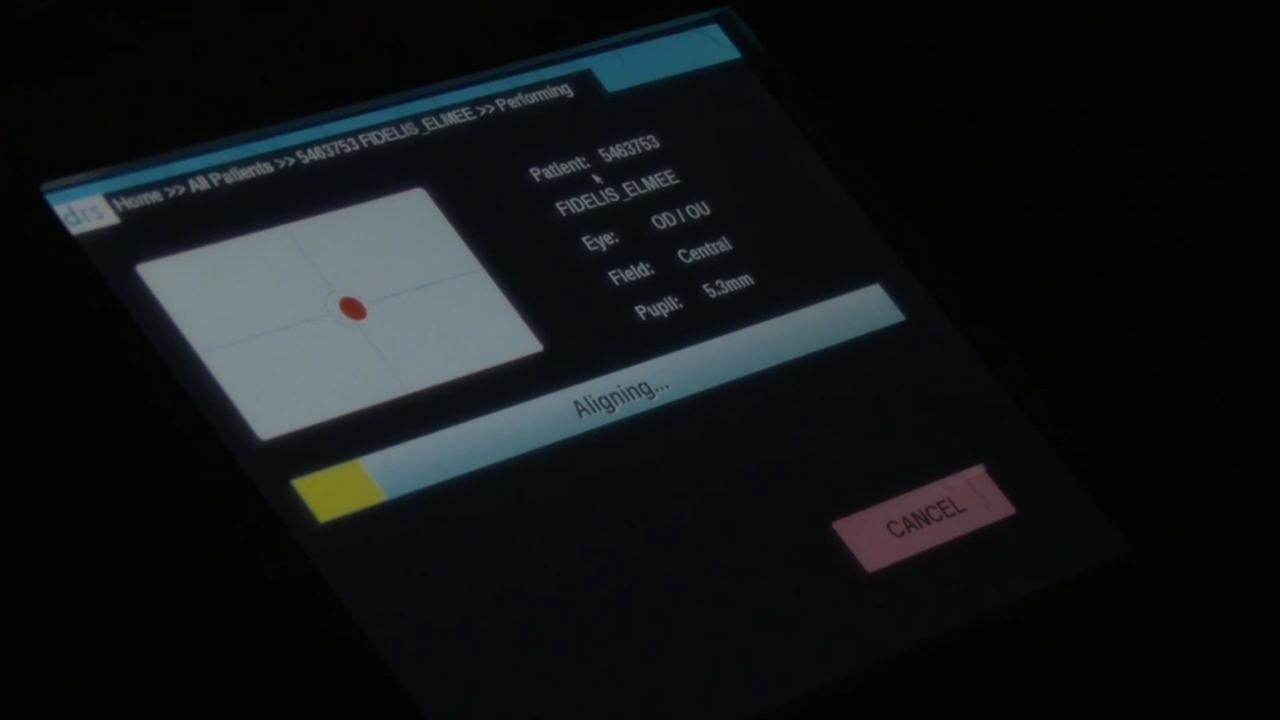 drs Home >> All Patients >> 5463753 FIDELIS_ELMEE >> Performing
Patient: 5463753
FIDELIS_ELMEE
Eye: OD / OU
Field: Central
Pupil: 5.3mm
Aligning...
CANCEL